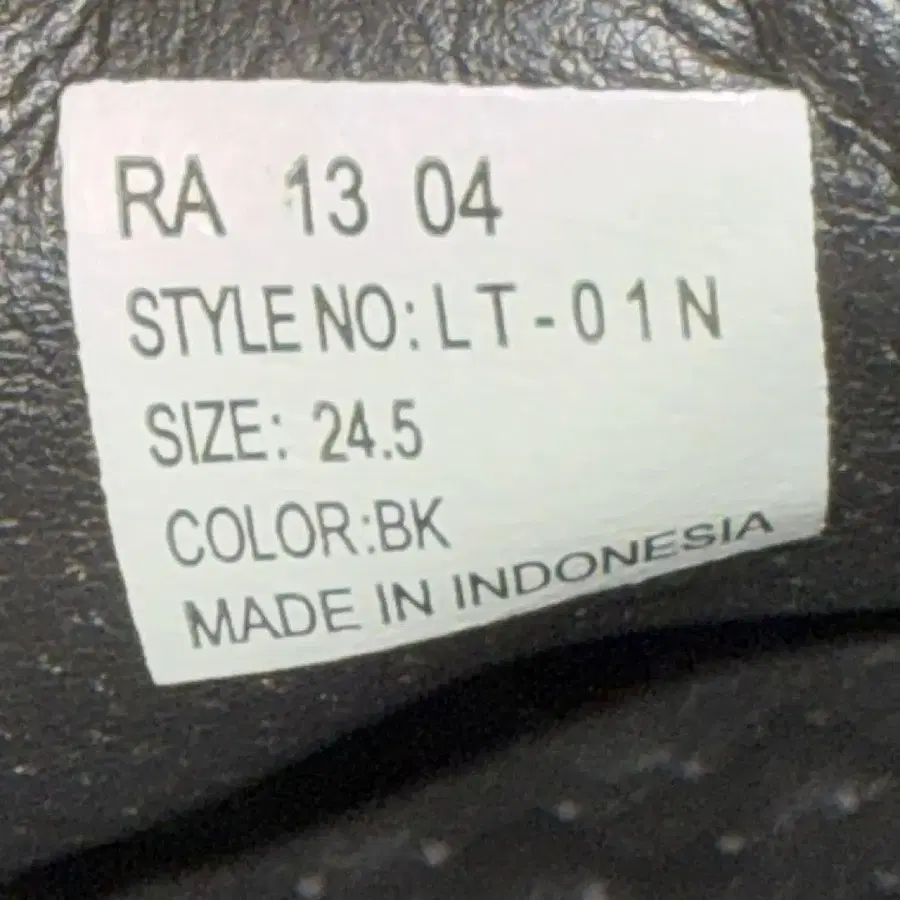 RA 13 04
STYLE NO: LT-01N
SIZE: 24.5
COLOR:BK
MADE IN INDONESIA